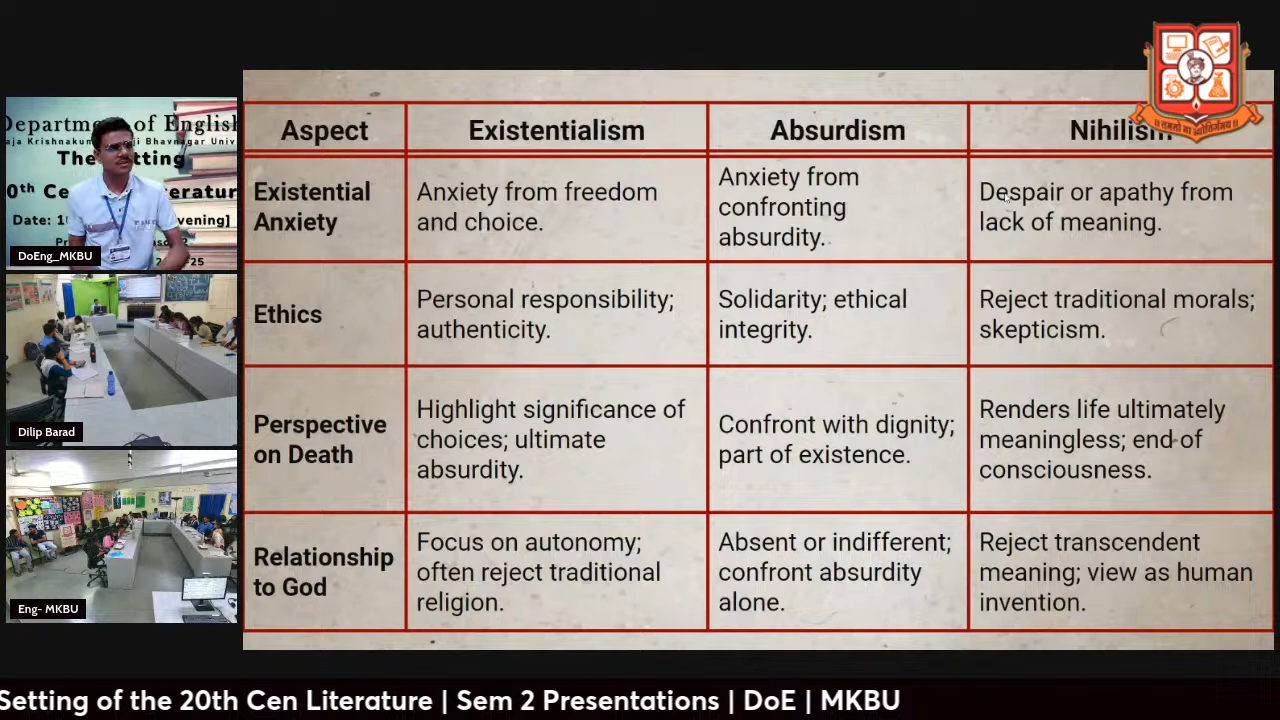 Department of English
The Setting
DoEng_MKBU
Dilip Barad
Eng- MKBU
Aspect
Existentialism
Absurdism
Existential
Anxiety
Anxiety from freedom
and choice.
Anxiety from
confronting
absurdity.
Despair or apathy from
lack of meaning.
Ethics
Personal responsibility;
authenticity.
Solidarity; ethical
integrity.
Reject traditional morals;
skepticism.
Perspective
on Death
Highlight significance of
choices; ultimate
absurdity.
Confront with dignity;
part of existence.
Renders life ultimately
meaningless; end of
consciousness.
Relationship
to God
Focus on autonomy;
often reject traditional
religion.
Absent or indifferent;
confront absurdity
alone.
Reject transcendent
meaning; view as human
invention.
Setting of the 20th Cen Literature | Sem 2 Presentations | DoE | MKBU